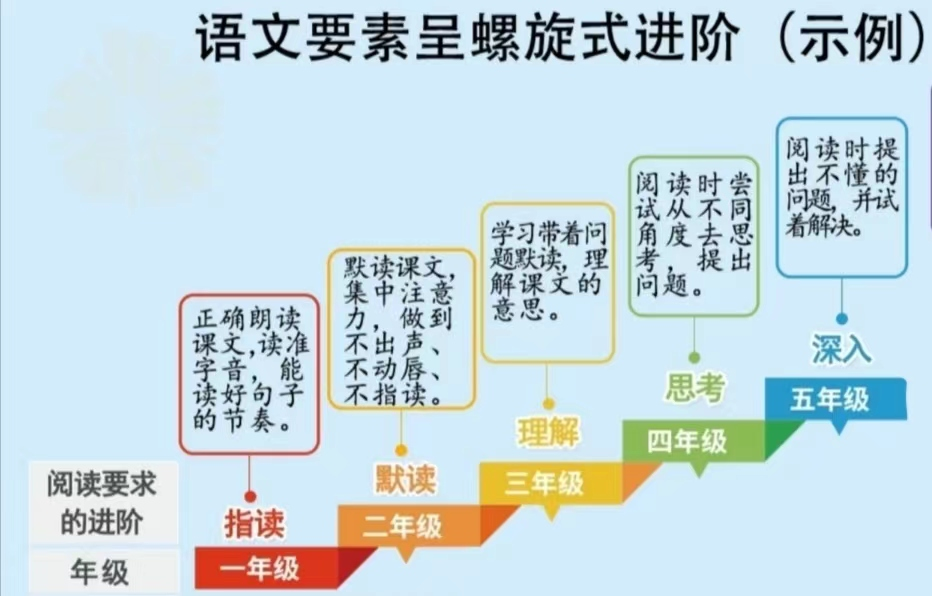 语文要素呈螺旋式进阶（示例）
正确朗读
课文,读准
字音，能
读好句子
的节奏。
默读课文，
集中注意
力，做到
不出声、
不动唇、
不指读。
学习带着问
题默读，理
解课文的
意思。
阅读时尝
试从不同
角度去思
考，提出
问题。
阅读时提
出不懂的
问题，并试
着解决。
阅读要求
的进阶
指读
默读
理解
思考
深入
年级
一年级
二年级
三年级
四年级
五年级